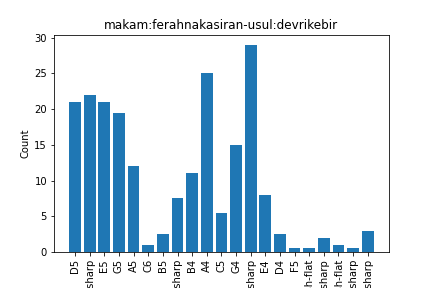 makam:ferahnakasiran-usul:devrikebir
30
25
20
15
10
5
0
Count
D5
sharp
E5
G5
A5
C6
B5
sharp
B4
A4
C5
G4
sharp
E4
D4
F5
h-flat
sharp
h-flat
sharp
sharp